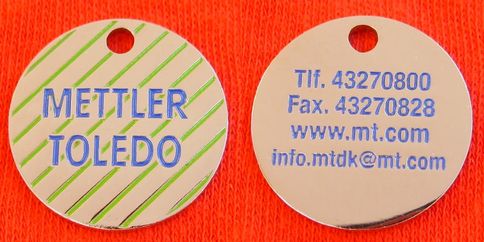 METTLER
TOLEDO
Tlf. 43270800
Fax. 43270828
www.mt.com
info.mtdk@mt.com